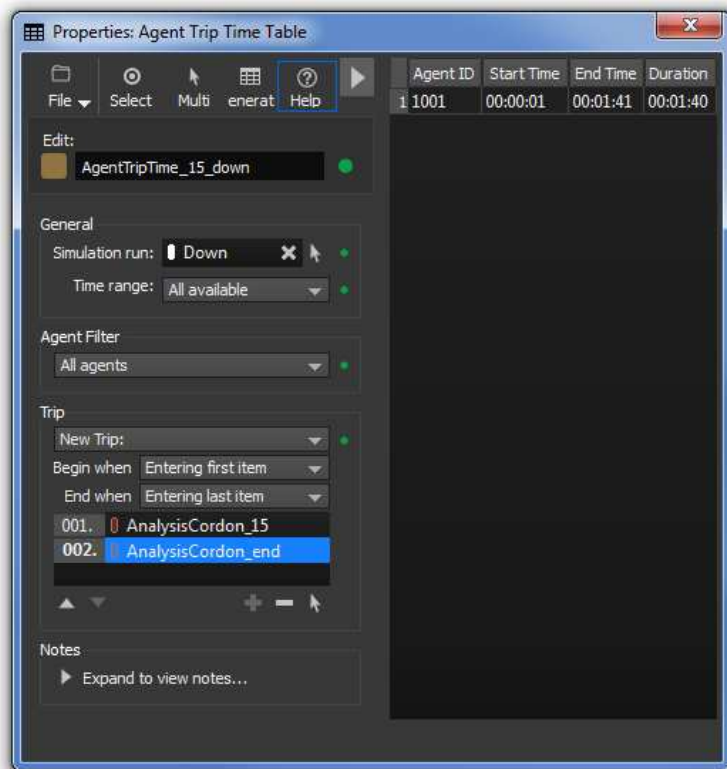 Properties: Agent Trip Time Table
File Select Multi enerat Help
Edit:
AgentTripTime_15_down
General
Simulation run: Down
Time range: All available
Agent Filter
All agents
Trip
New Trip:
Begin when Entering first item
End when Entering last item
001. AnalysisCordon_15
002. AnalysisCordon_end
Notes
Expand to view notes...
Agent ID Start Time End Time Duration
1 1001 00:00:01 00:01:41 00:01:40